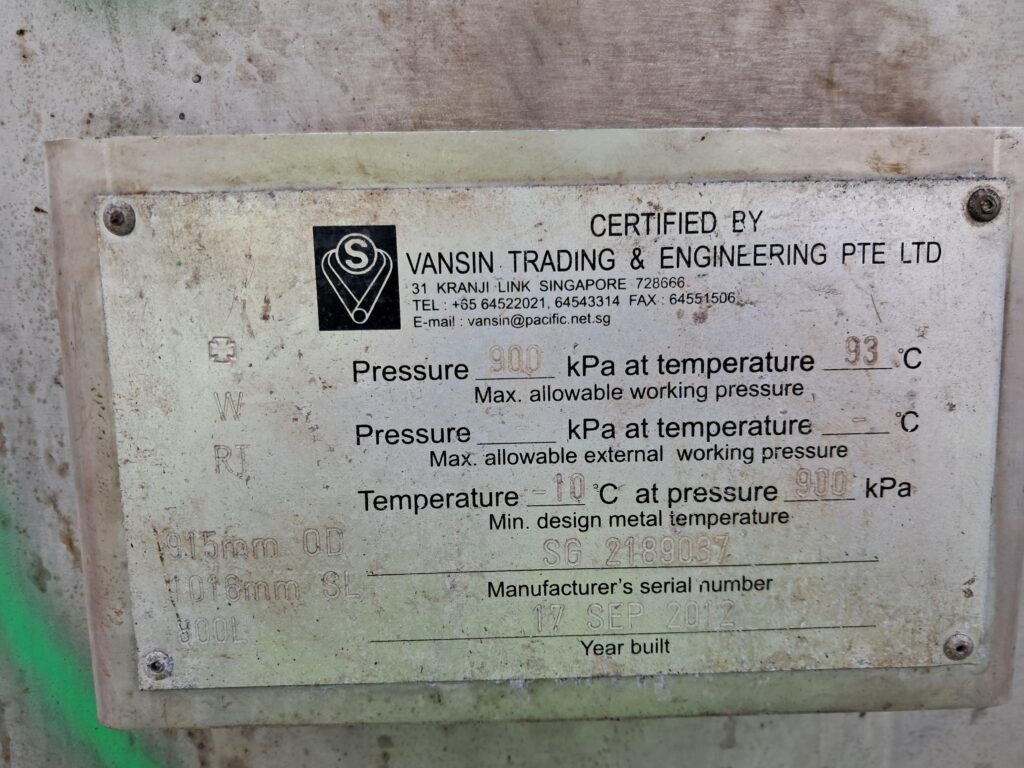 S
CERTIFIED BY
VANSIN TRADING & ENGINEERING PTE LTD
31 KRANJI LINK SINGAPORE 728666
TEL : +65 64522021, 64543314 FAX : 64551506
E-mail : vansin@pacific.net.sg
Pressure 900 kPa at temperature 93 °C
Max. allowable working pressure
W
Pressure - kPa at temperature - °C
Max. allowable external working pressure
RT
Temperature -10 °C at pressure 900 kPa
Min. design metal temperature
915mm OD
SG 2189037
1016mm SL
Manufacturer's serial number
800L
17 SEP 2012
Year built